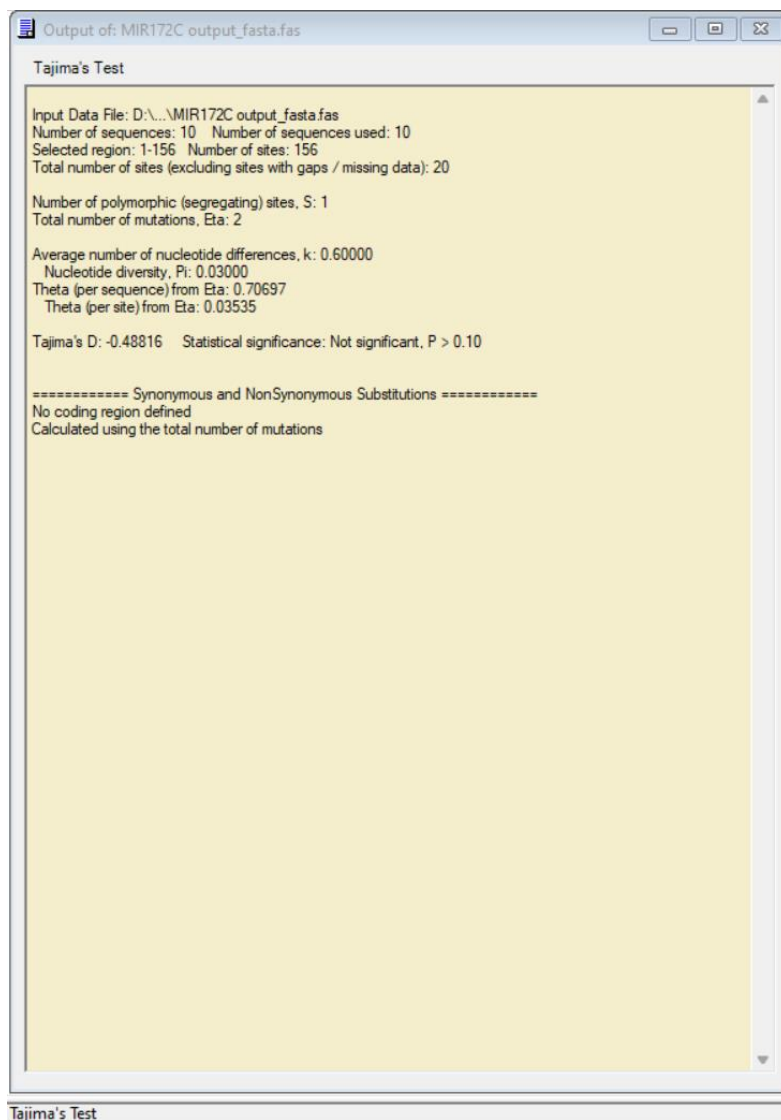 Output of: MIR172C output_fasta.fas
Tajima's Test
Input Data File: D:\...\MIR172C output_fasta.fas
Number of sequences: 10    Number of sequences used: 10
Selected region: 1-156   Number of sites: 156
Total number of sites (excluding sites with gaps / missing data): 20
Number of polymorphic (segregating) sites, S: 1
Total number of mutations, Eta: 2
Average number of nucleotide differences, k: 0.60000
Nucleotide diversity, Pi: 0.03000
Theta (per sequence) from Eta: 0.70697
Theta (per site) from Eta: 0.03535
Tajima's D: -0.48816     Statistical significance: Not significant, P > 0.10
============ Synonymous and NonSynonymous Substitutions ============
No coding region defined
Calculated using the total number of mutations
Tajima's Test